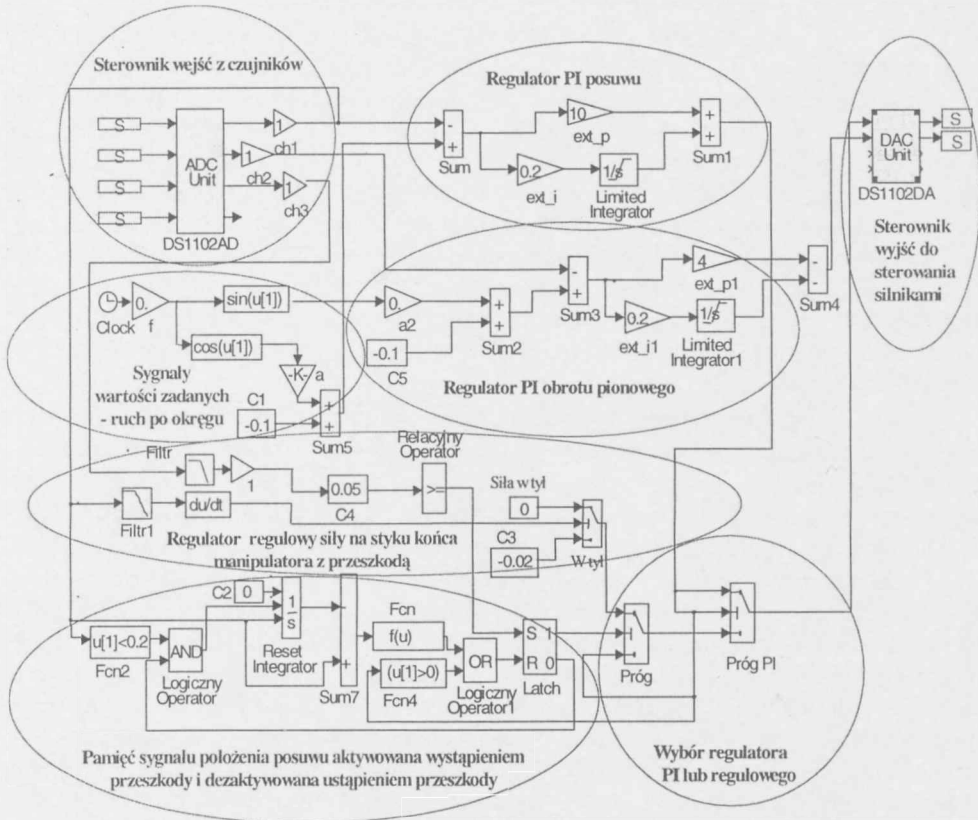 Sterownik wejść z czujników
S
S
S
S
ADC
Unit
DS1102AD
1
ch1
1
ch2
1
ch3
Regulator PI posuwu
-
+
Sum
10
ext_p
0.2
ext_i
1/s
Limited
Integrator
+
+
Sum1
DAC
Unit
DS1102DA
S
S
Sterownik
wyjść do
sterowania
silnikami
Clock
0.
f
sin(u[1])
cos(u[1])
-K-
a
Sygnały
wartości zadanych
- ruch po okręgu
C1
-0.1
+
+
Sum5
0.
a2
-0.1
C5
+
+
Sum2
-
+
Sum3
4
ext_p1
0.2
ext_i1
1/s
Limited
Integrator1
-
-
Sum4
Regulator PI obrotu pionowego
Filtr
1
Filtr1
du/dt
0.05
C4
Relacyjny
Operator
>=
Siła w tył
0
C3
-0.02
W tył
Regulator regułowy siły na styku końca
manipulatora z przeszkodą
C2
0
u[1]<0.2
Fcn2
AND
Logiczny
Operator
1
s
Reset
Integrator
-
+
Sum7
Fcn
f(u)
(u[1]>0)
Fcn4
OR
Logiczny
Operator1
S 1
R 0
Latch
Próg
Próg PI
Pamięć sygnału położenia posuwu aktywowana wystąpieniem
przeszkody i dezaktywowana ustąpieniem przeszkody
Wybór regulatora
PI lub regułowego